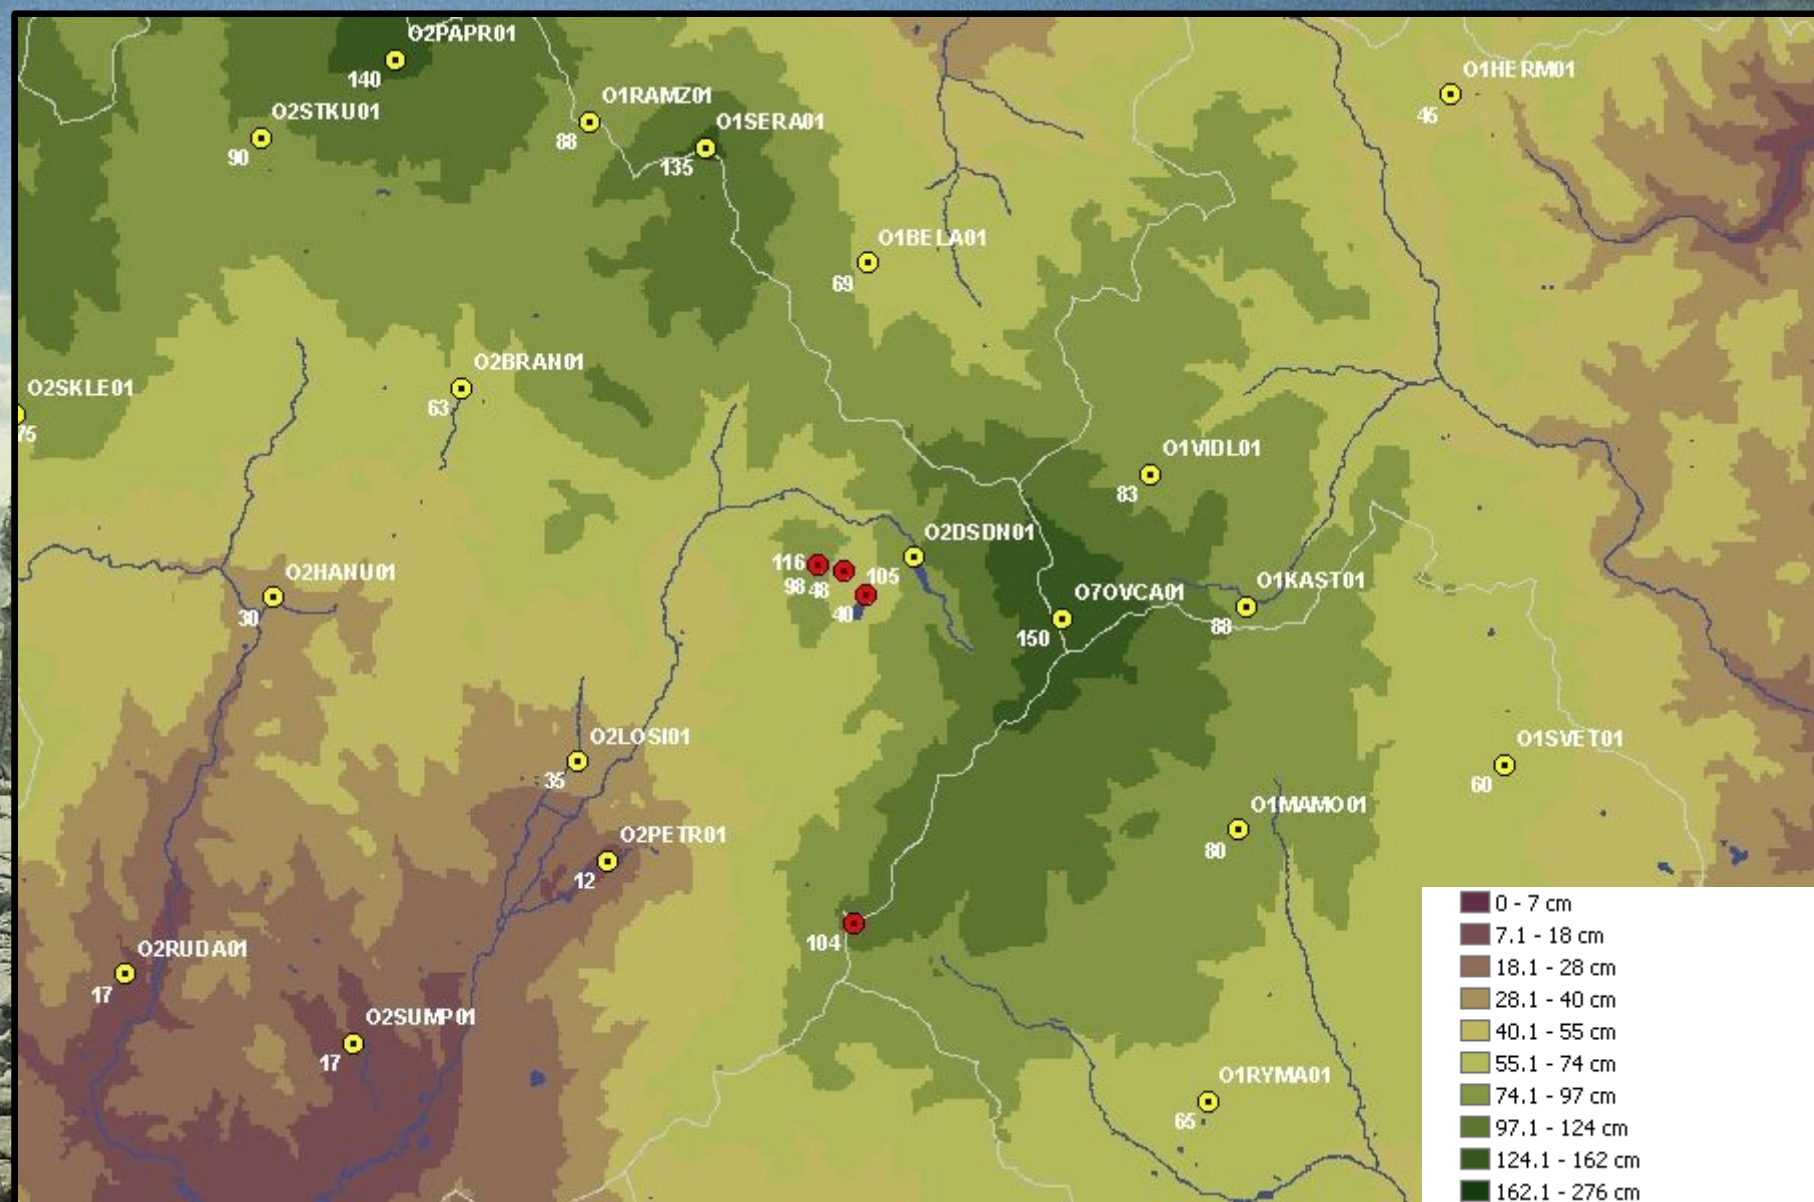 O2PAPR01
140
O1HERM01
45
O2STKU01
90
O1RAMZ01
88
O1SERA01
135
O1BELA01
69
O2SKLE01
75
O2BRAN01
63
O1VIDL01
83
O2DSDN01
105
116
98
48
40
O2HANU01
30
O7OVCA01
150
O1KAST01
88
O2LOSI01
35
O1SVET01
60
O1MAMO01
80
O2PETR01
12
104
O2RUDA01
17
O2SUMP01
17
O1RYMA01
65
0 - 7 cm
7.1 - 18 cm
18.1 - 28 cm
28.1 - 40 cm
40.1 - 55 cm
55.1 - 74 cm
74.1 - 97 cm
97.1 - 124 cm
124.1 - 162 cm
162.1 - 276 cm